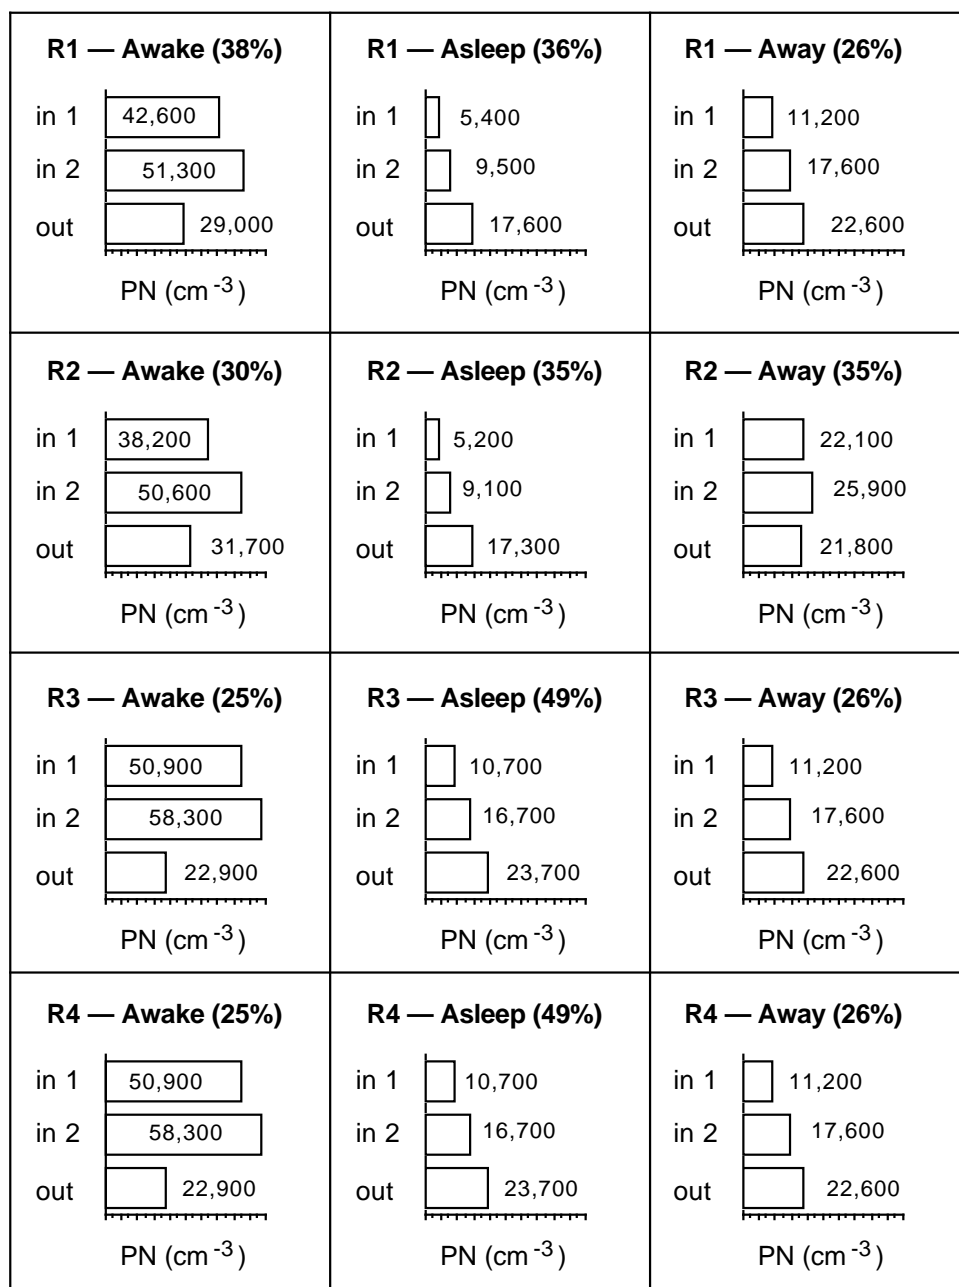 R1 — Awake (38%)
in 1 42,600
in 2 51,300
out 29,000
PN (cm -3)
R1 — Asleep (36%)
in 1 5,400
in 2 9,500
out 17,600
PN (cm -3)
R1 — Away (26%)
in 1 11,200
in 2 17,600
out 22,600
PN (cm -3)
R2 — Awake (30%)
in 1 38,200
in 2 50,600
out 31,700
PN (cm -3)
R2 — Asleep (35%)
in 1 5,200
in 2 9,100
out 17,300
PN (cm -3)
R2 — Away (35%)
in 1 22,100
in 2 25,900
out 21,800
PN (cm -3)
R3 — Awake (25%)
in 1 50,900
in 2 58,300
out 22,900
PN (cm -3)
R3 — Asleep (49%)
in 1 10,700
in 2 16,700
out 23,700
PN (cm -3)
R3 — Away (26%)
in 1 11,200
in 2 17,600
out 22,600
PN (cm -3)
R4 — Awake (25%)
in 1 50,900
in 2 58,300
out 22,900
PN (cm -3)
R4 — Asleep (49%)
in 1 10,700
in 2 16,700
out 23,700
PN (cm -3)
R4 — Away (26%)
in 1 11,200
in 2 17,600
out 22,600
PN (cm -3)